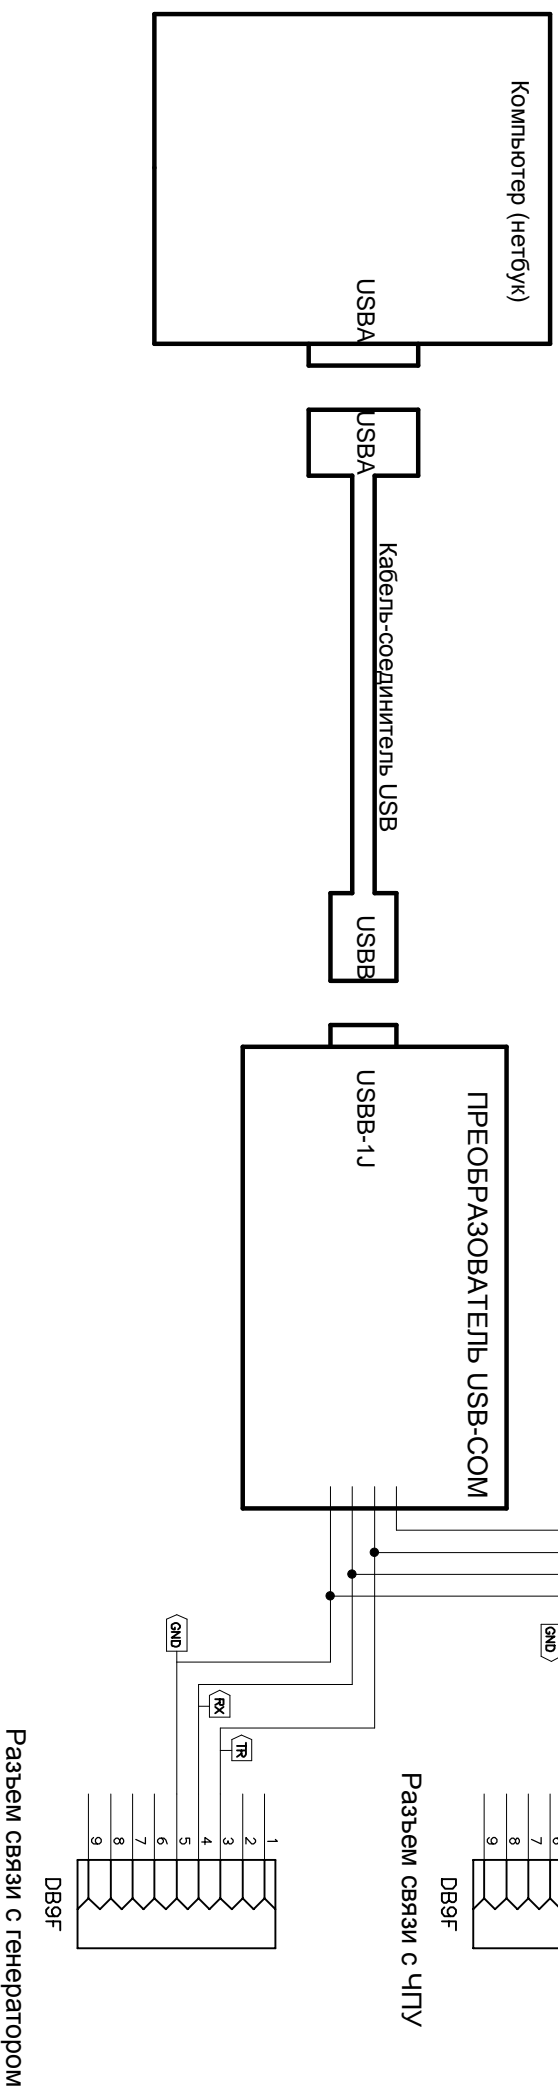 Компьютер (нетбук)
USBA
USBA
Кабель-соединитель USB
USBB
ПРЕОБРАЗОВАТЕЛЬ USB-COM
USBB-1J
GND
GND
RX
TR
Разъем связи с ЧПУ
DB9F
7
8
9
1
2
3
4
5
6
7
8
9
DB9F
Разъем связи с генератором